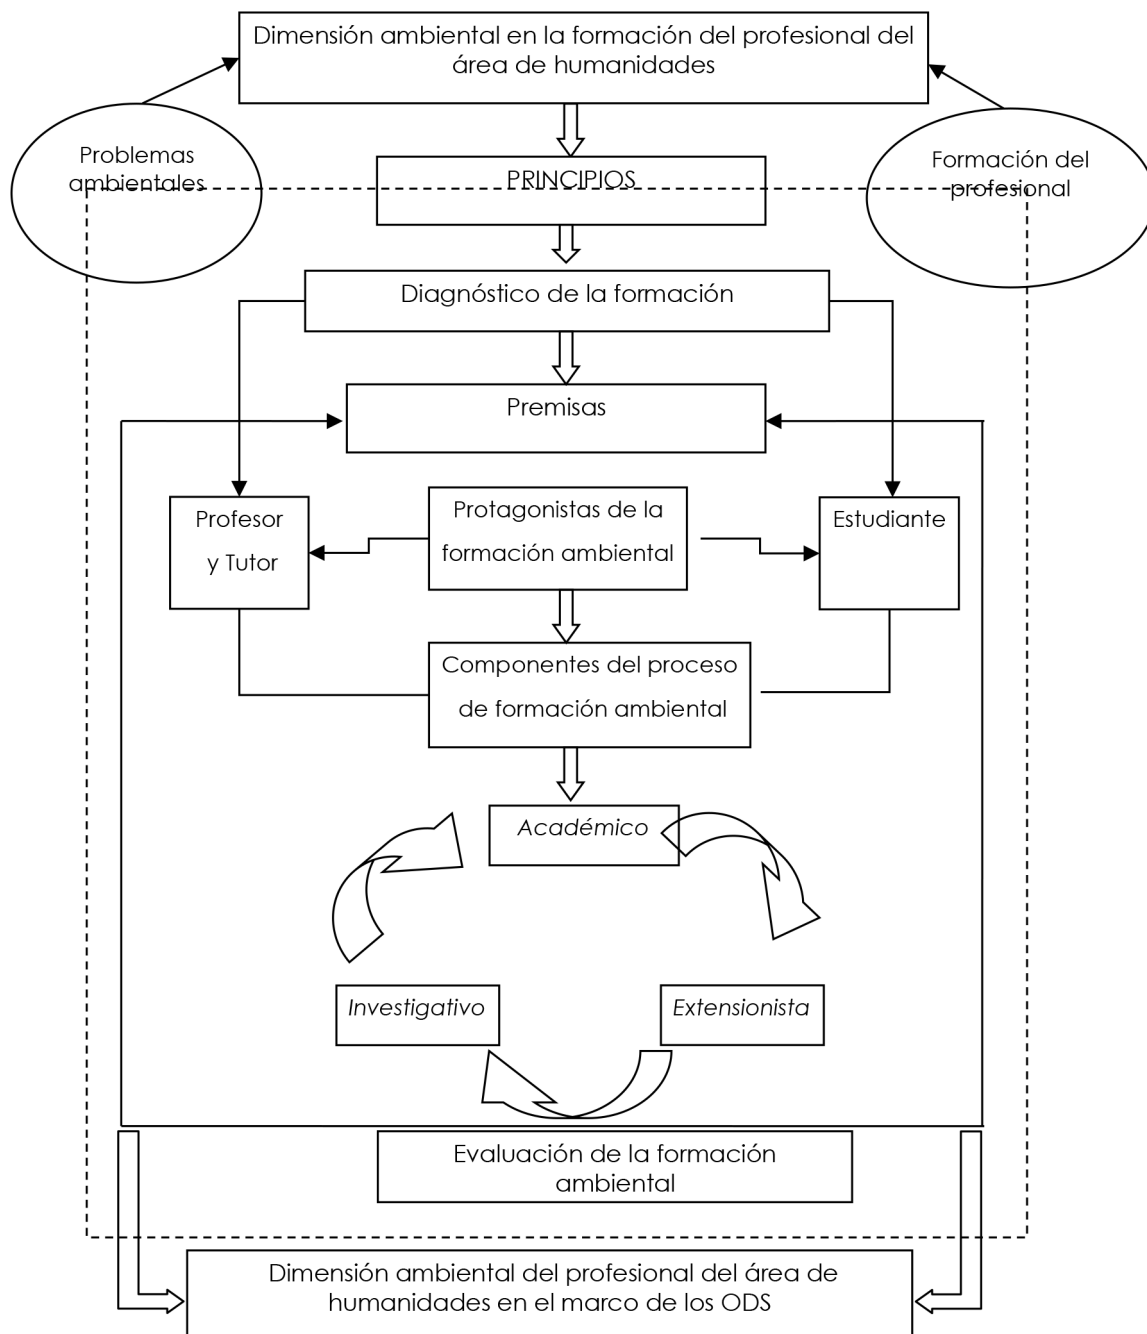 Dimensión ambiental en la formación del profesional del
área de humanidades
Problemas
ambientales
Formación del
profesional
PRINCIPIOS
Diagnóstico de la formación
Premisas
Profesor
y Tutor
Protagonistas de la
formación ambiental
Estudiante
Componentes del proceso
de formación ambiental
Académico
Investigativo
Extensionista
Evaluación de la formación
ambiental
Dimensión ambiental del profesional del área de
humanidades en el marco de los ODS